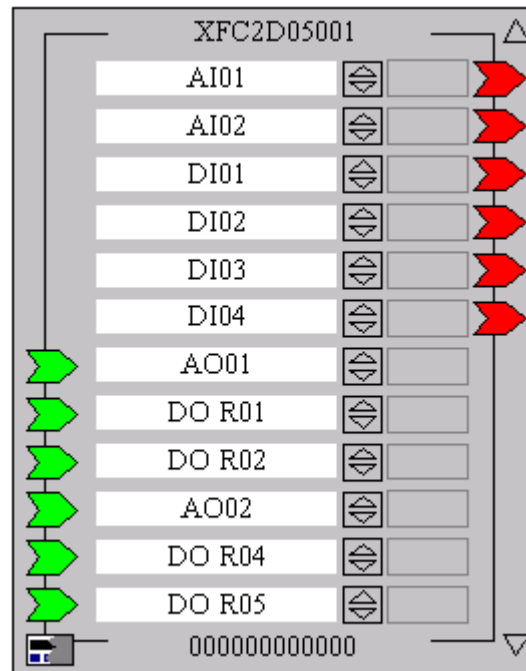 XFC2D05001
AI01
AI02
DI01
DI02
DI03
DI04
AO01
DO R01
DO R02
AO02
DO R04
DO R05
000000000000